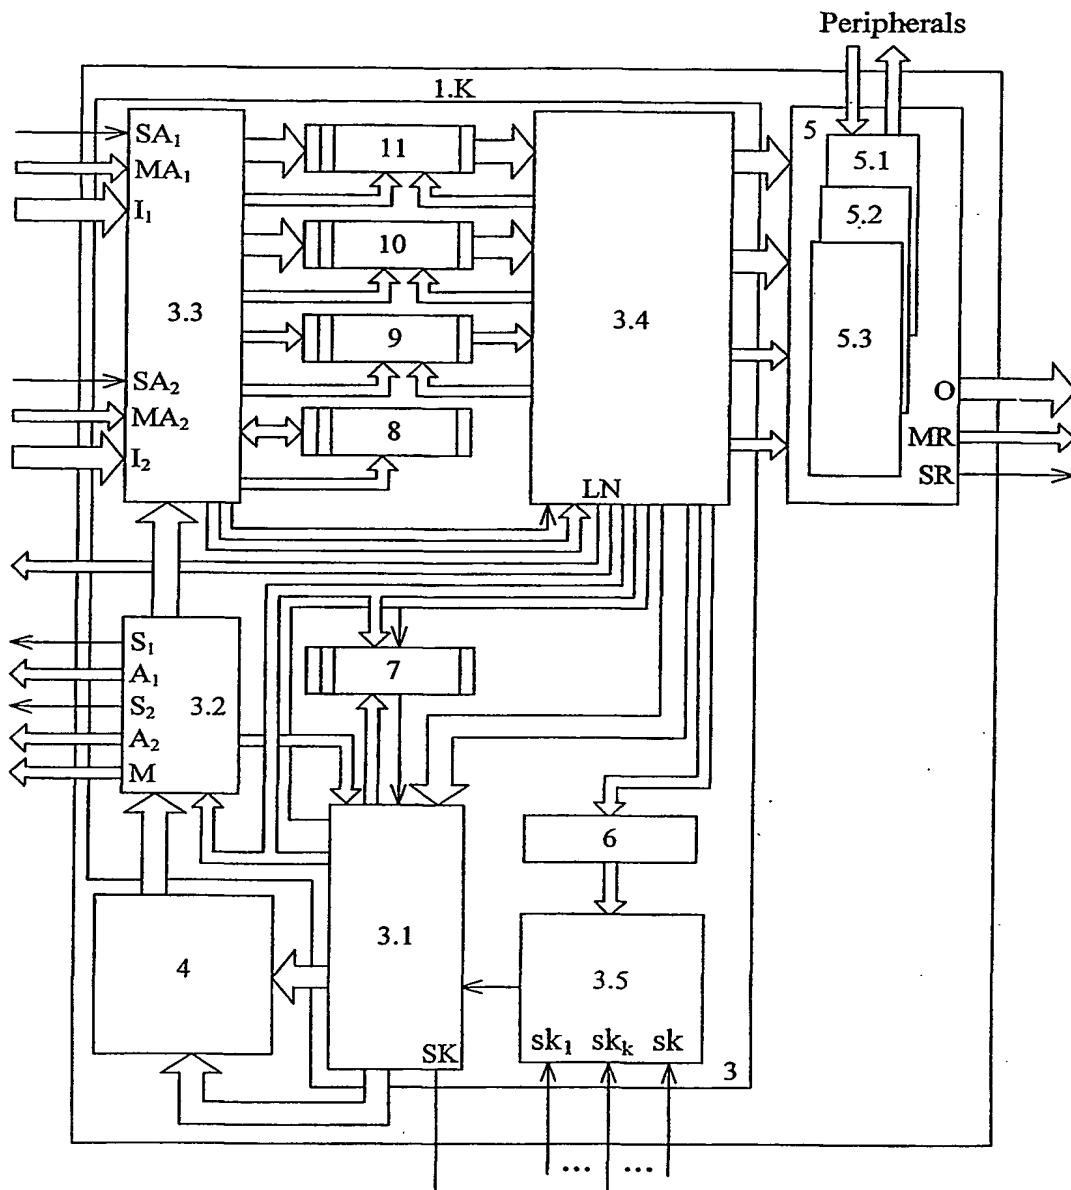 Peripherals
1.K
SA₁
MA₁
I₁
3.3
SA₂
MA₂
I₂
11
10
9
8
3.4
LN
5
5.1
5.2
5.3
O
MR
SR
S₁
A₁
S₂
A₂
M
3.2
7
6
4
3.1
SK
3.5
sk₁ skₖ sk
3
... ...